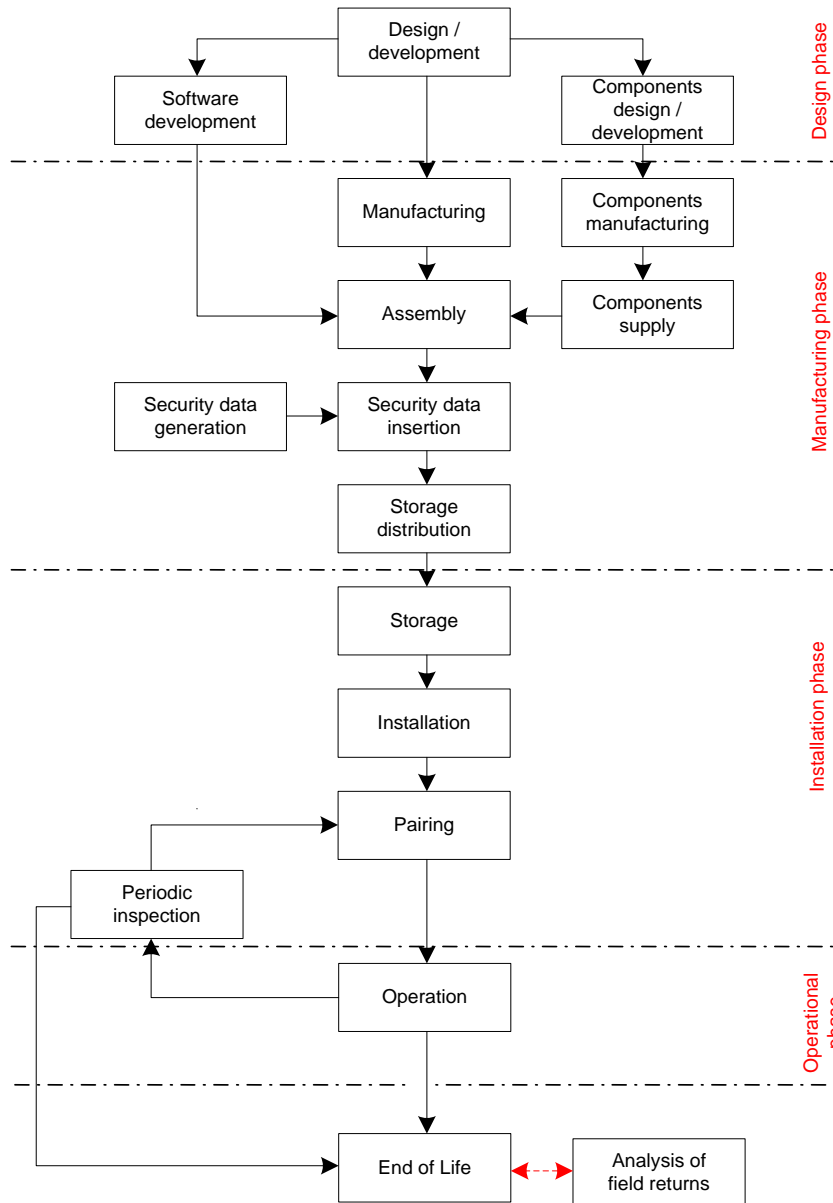 Design /
development
Software
development
Components
design /
development
Design phase
Manufacturing
Components
manufacturing
Assembly
Components
supply
Manufacturing phase
Security data
generation
Security data
insertion
Storage
distribution
Storage
Installation
Installation phase
Pairing
Periodic
inspection
Operation
Operational
phase
End of Life
Analysis of
field returns